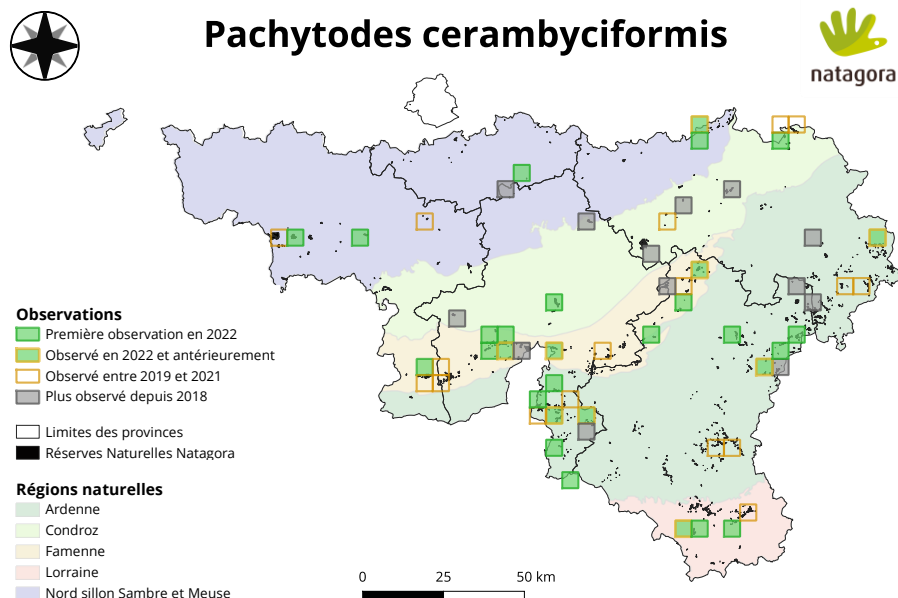 Pachytodes cerambyciformis
natagora
Observations
Première observation en 2022
Observé en 2022 et antérieurement
Observé entre 2019 et 2021
Plus observé depuis 2018
Limites des provinces
Réserves Naturelles Natagora
Régions naturelles
Ardenne
Condroz
Famenne
Lorraine
Nord sillon Sambre et Meuse
0 25 50 km